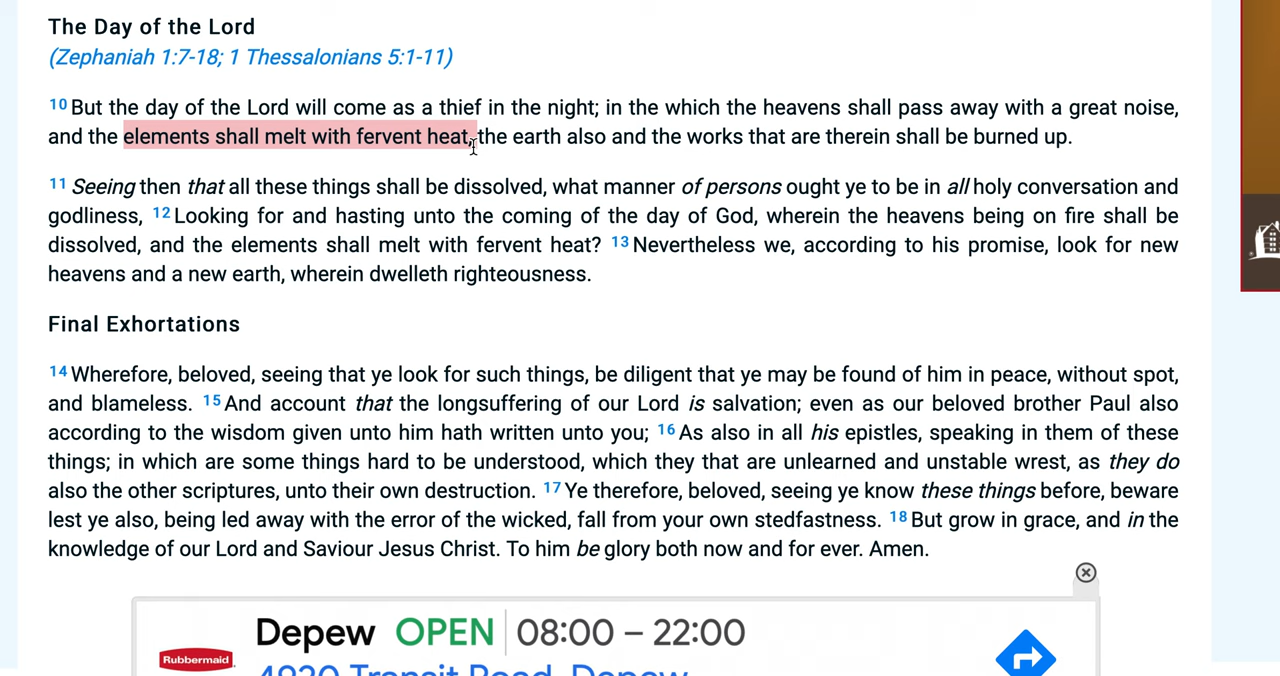 The Day of the Lord
(Zephaniah 1:7-18; 1 Thessalonians 5:1-11)
10 But the day of the Lord will come as a thief in the night; in the which the heavens shall pass away with a great noise,
and the elements shall melt with fervent heat, the earth also and the works that are therein shall be burned up.
11 Seeing then that all these things shall be dissolved, what manner of persons ought ye to be in all holy conversation and
godliness, 12 Looking for and hasting unto the coming of the day of God, wherein the heavens being on fire shall be
dissolved, and the elements shall melt with fervent heat? 13 Nevertheless we, according to his promise, look for new
heavens and a new earth, wherein dwelleth righteousness.
Final Exhortations
14 Wherefore, beloved, seeing that ye look for such things, be diligent that ye may be found of him in peace, without spot,
and blameless. 15 And account that the longsuffering of our Lord is salvation; even as our beloved brother Paul also
according to the wisdom given unto him hath written unto you; 16 As also in all his epistles, speaking in them of these
things; in which are some things hard to be understood, which they that are unlearned and unstable wrest, as they do
also the other scriptures, unto their own destruction. 17 Ye therefore, beloved, seeing ye know these things before, beware
lest ye also, being led away with the error of the wicked, fall from your own stedfastness. 18 But grow in grace, and in the
knowledge of our Lord and Saviour Jesus Christ. To him be glory both now and for ever. Amen.
Depew OPEN 08:00 – 22:00
Rubbermaid
4920 Transit Road, Depew